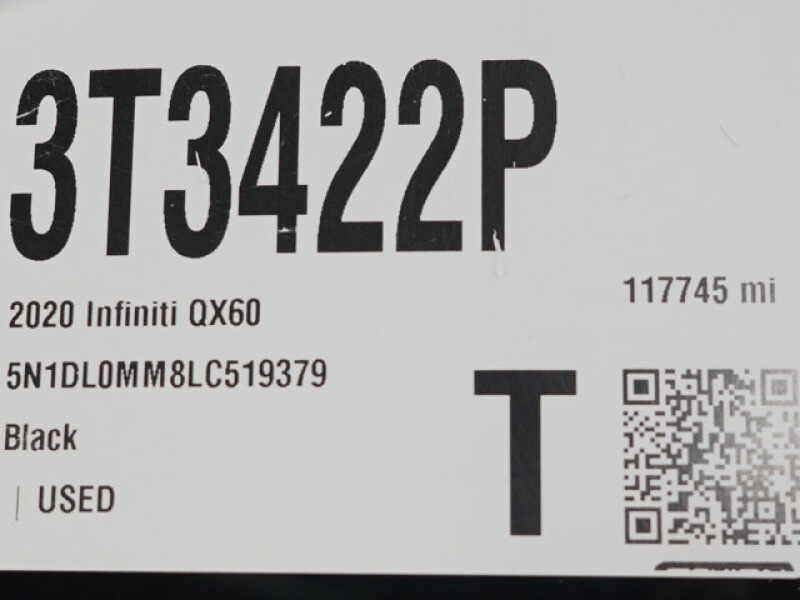 3T3422P
117745 mi
2020 Infiniti QX60
5N1DL0MM8LC519379
T
Black
| USED